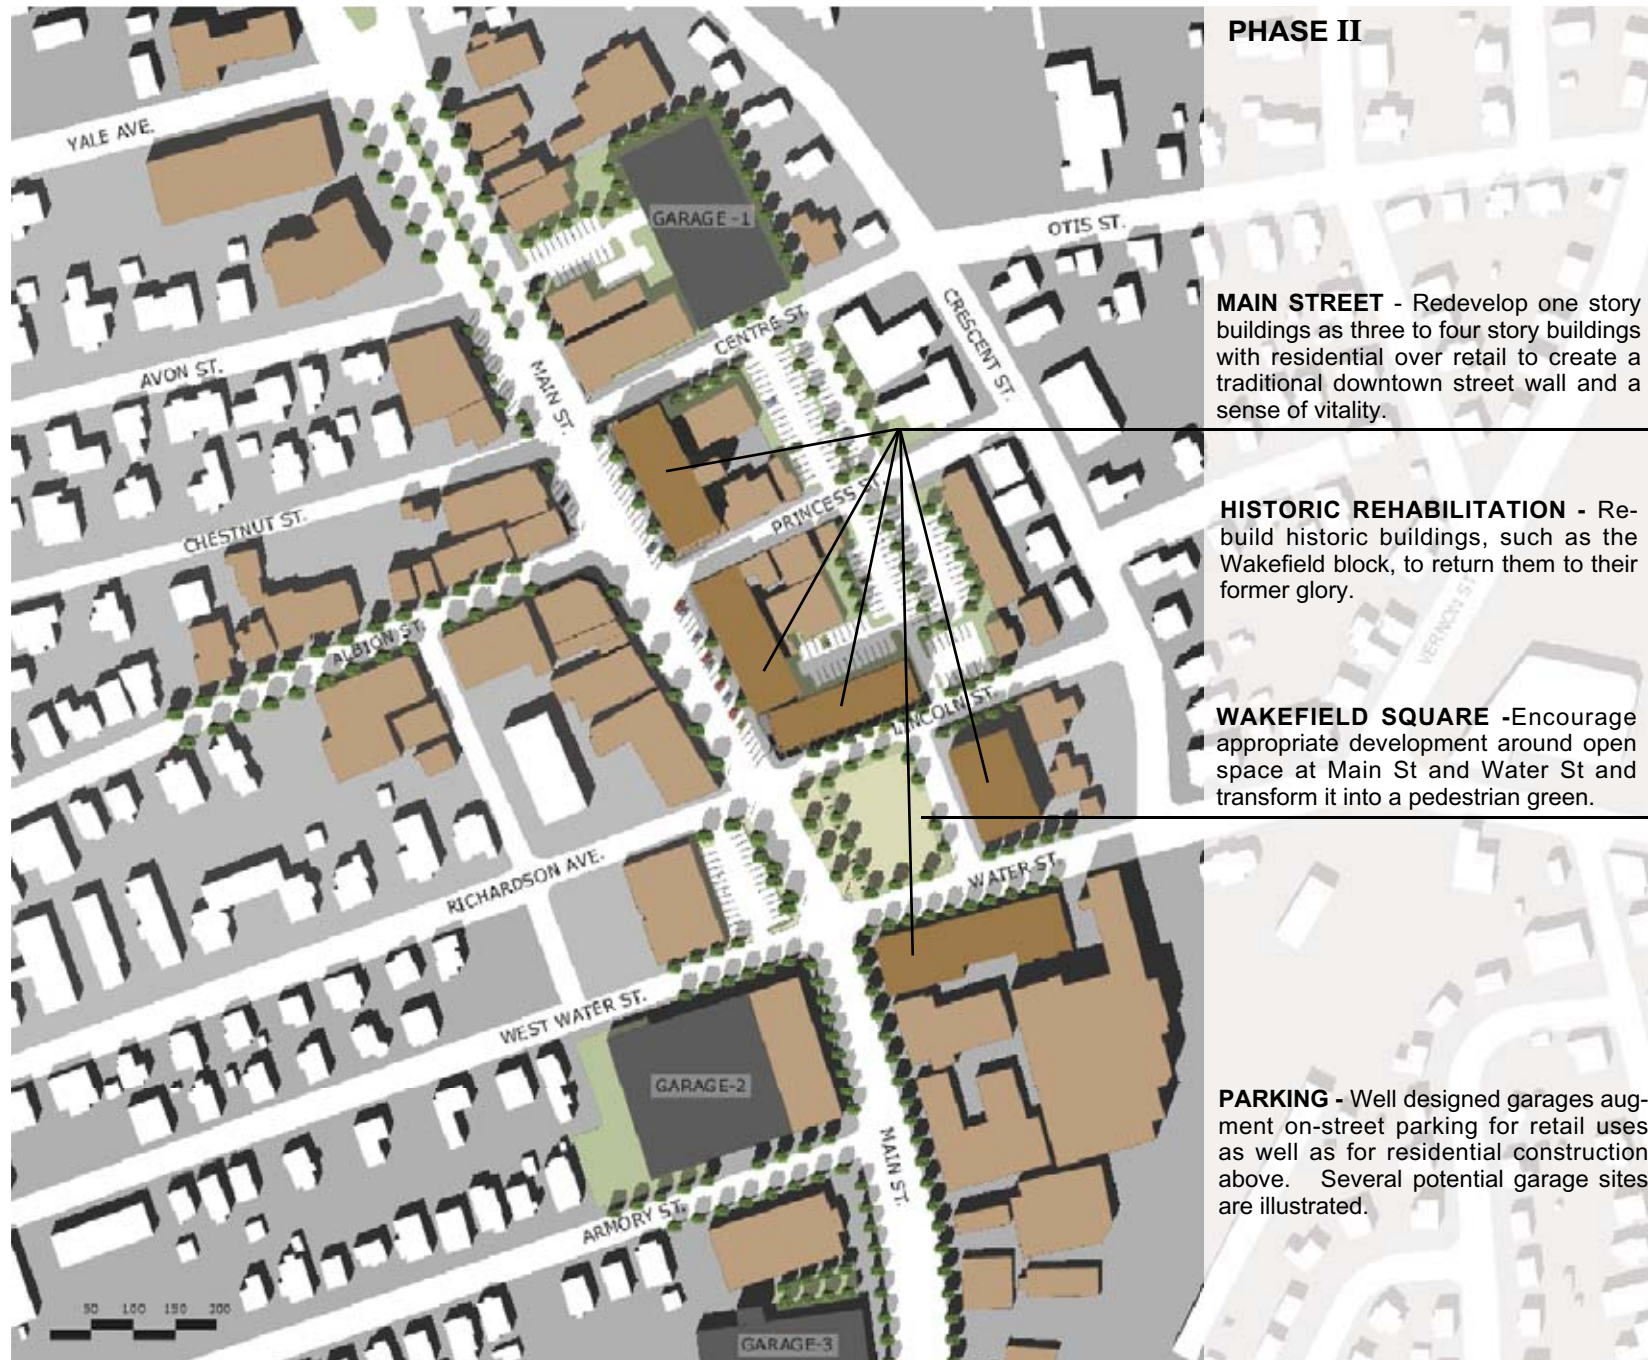 PHASE II
MAIN STREET - Redevelop one story
buildings as three to four story buildings
with residential over retail to create a
traditional downtown street wall and a
sense of vitality.
HISTORIC REHABILITATION - Re-
build historic buildings, such as the
Wakefield block, to return them to their
former glory.
WAKEFIELD SQUARE -Encourage
appropriate development around open
space at Main St and Water St and
transform it into a pedestrian green.
PARKING - Well designed garages aug-
ment on-street parking for retail uses
as well as for residential construction
above. Several potential garage sites
are illustrated.
YALE AVE.
GARAGE -1
OTIS ST.
CENTRE ST.
CRESCENT ST.
AVON ST.
MAIN ST.
CHESTNUT ST.
PRINCESS ST.
ALBION ST.
VERNON ST
LINCOLN ST.
RICHARDSON AVE.
WATER ST.
WEST WATER ST.
GARAGE-2
MAIN ST.
ARMORY ST.
GARAGE-3
50 100 150 200